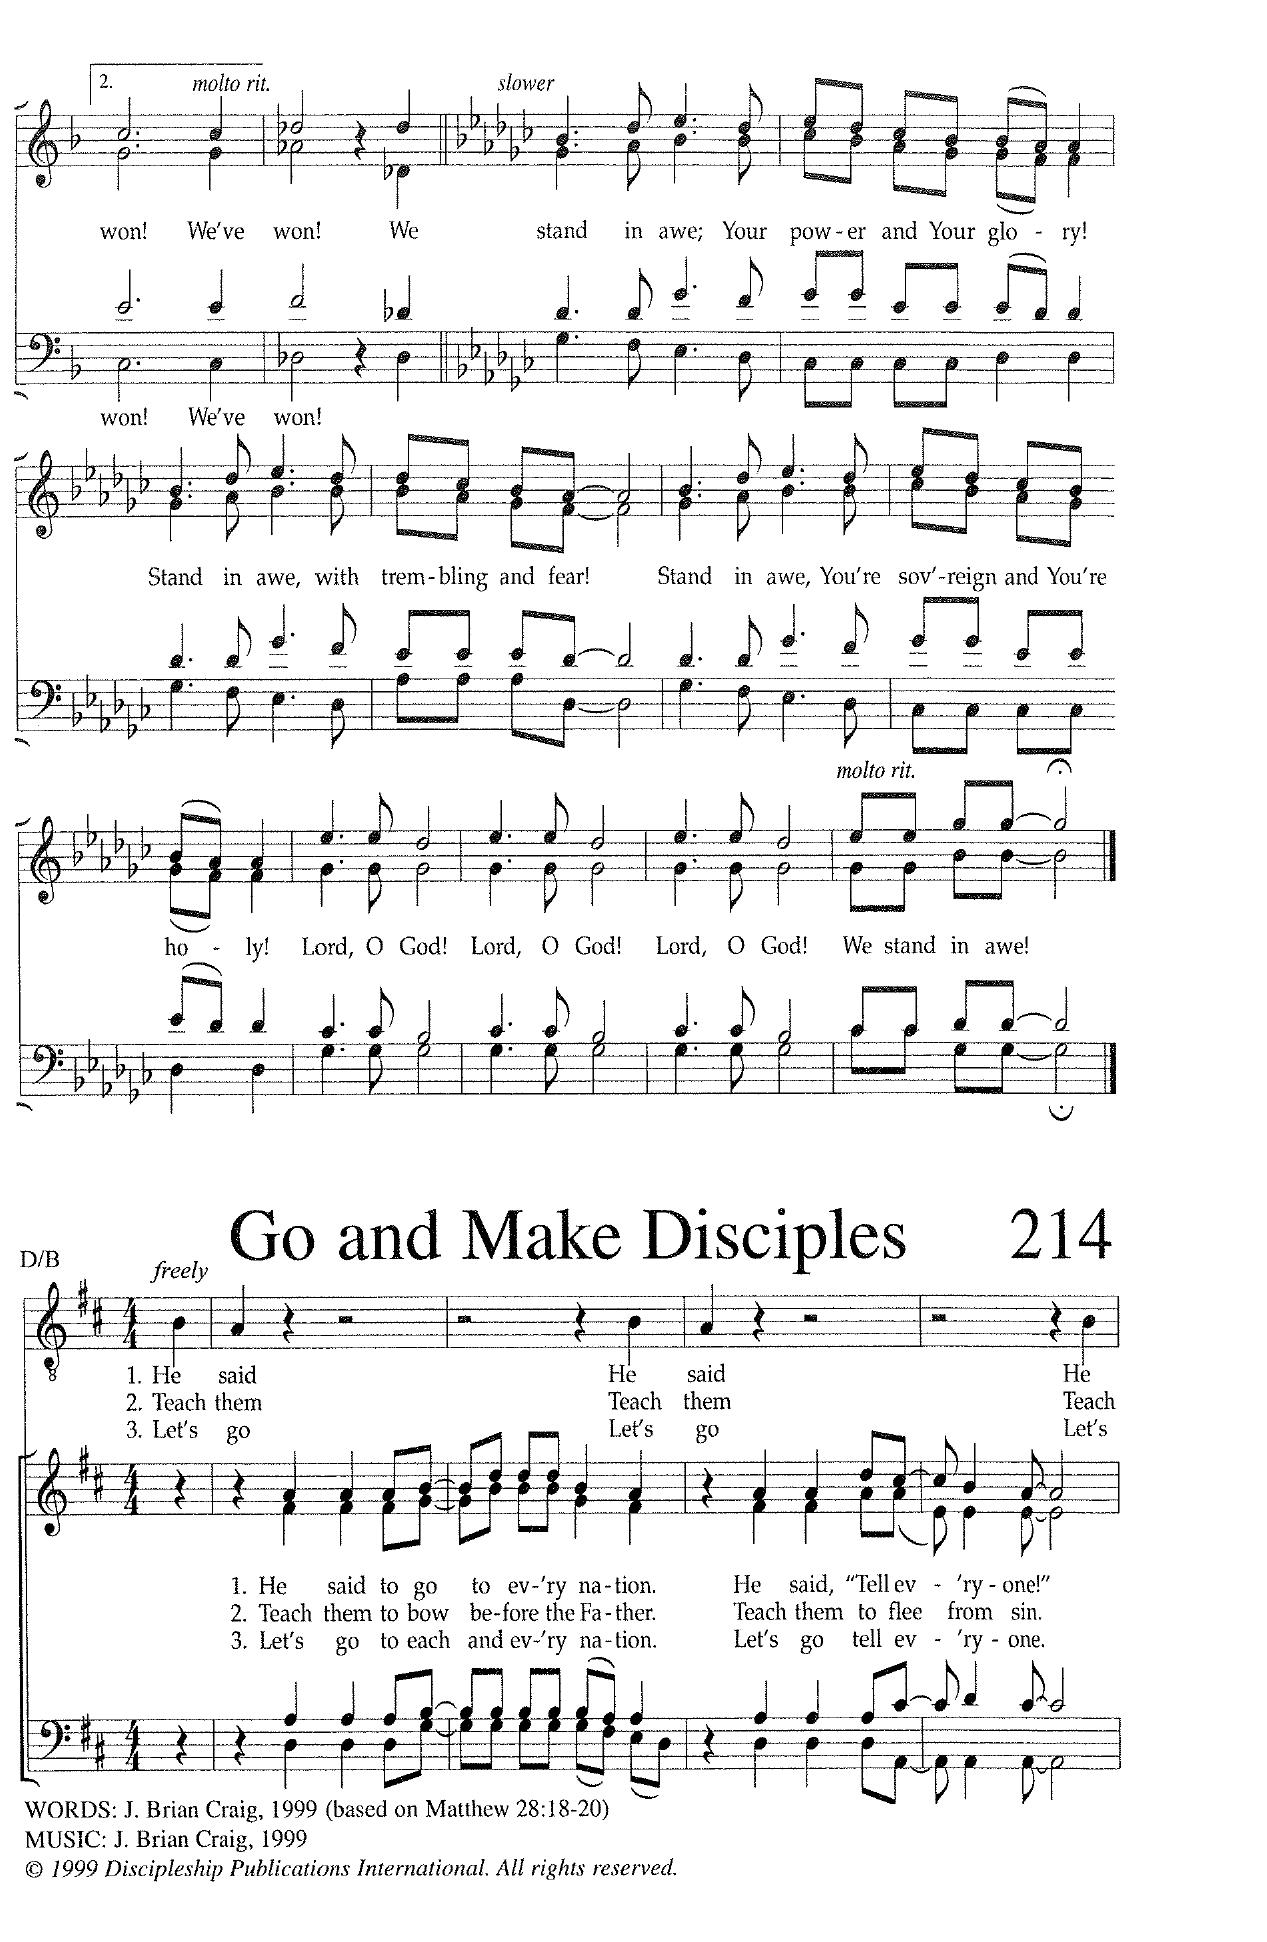 2. molto rit. slower
won! We've won! We stand in awe; Your pow-er and Your glo - ry!
won! We've won!
Stand in awe, with trem-bling and fear! Stand in awe, You're sov'-reign and You're
molto rit.
ho - ly! Lord, O God! Lord, O God! Lord, O God! We stand in awe!
Go and Make Disciples 214
D/B
freely
1. He said He said He
2. Teach them Teach them Teach
3. Let's go Let's go Let's
1. He said to go to ev-'ry na-tion. He said, "Tell ev - 'ry - one!"
2. Teach them to bow be-fore the Fa-ther. Teach them to flee from sin.
3. Let's go to each and ev-'ry na-tion. Let's go tell ev - 'ry - one.
WORDS: J. Brian Craig, 1999 (based on Matthew 28:18-20)
MUSIC: J. Brian Craig, 1999
© 1999 Discipleship Publications International. All rights reserved.